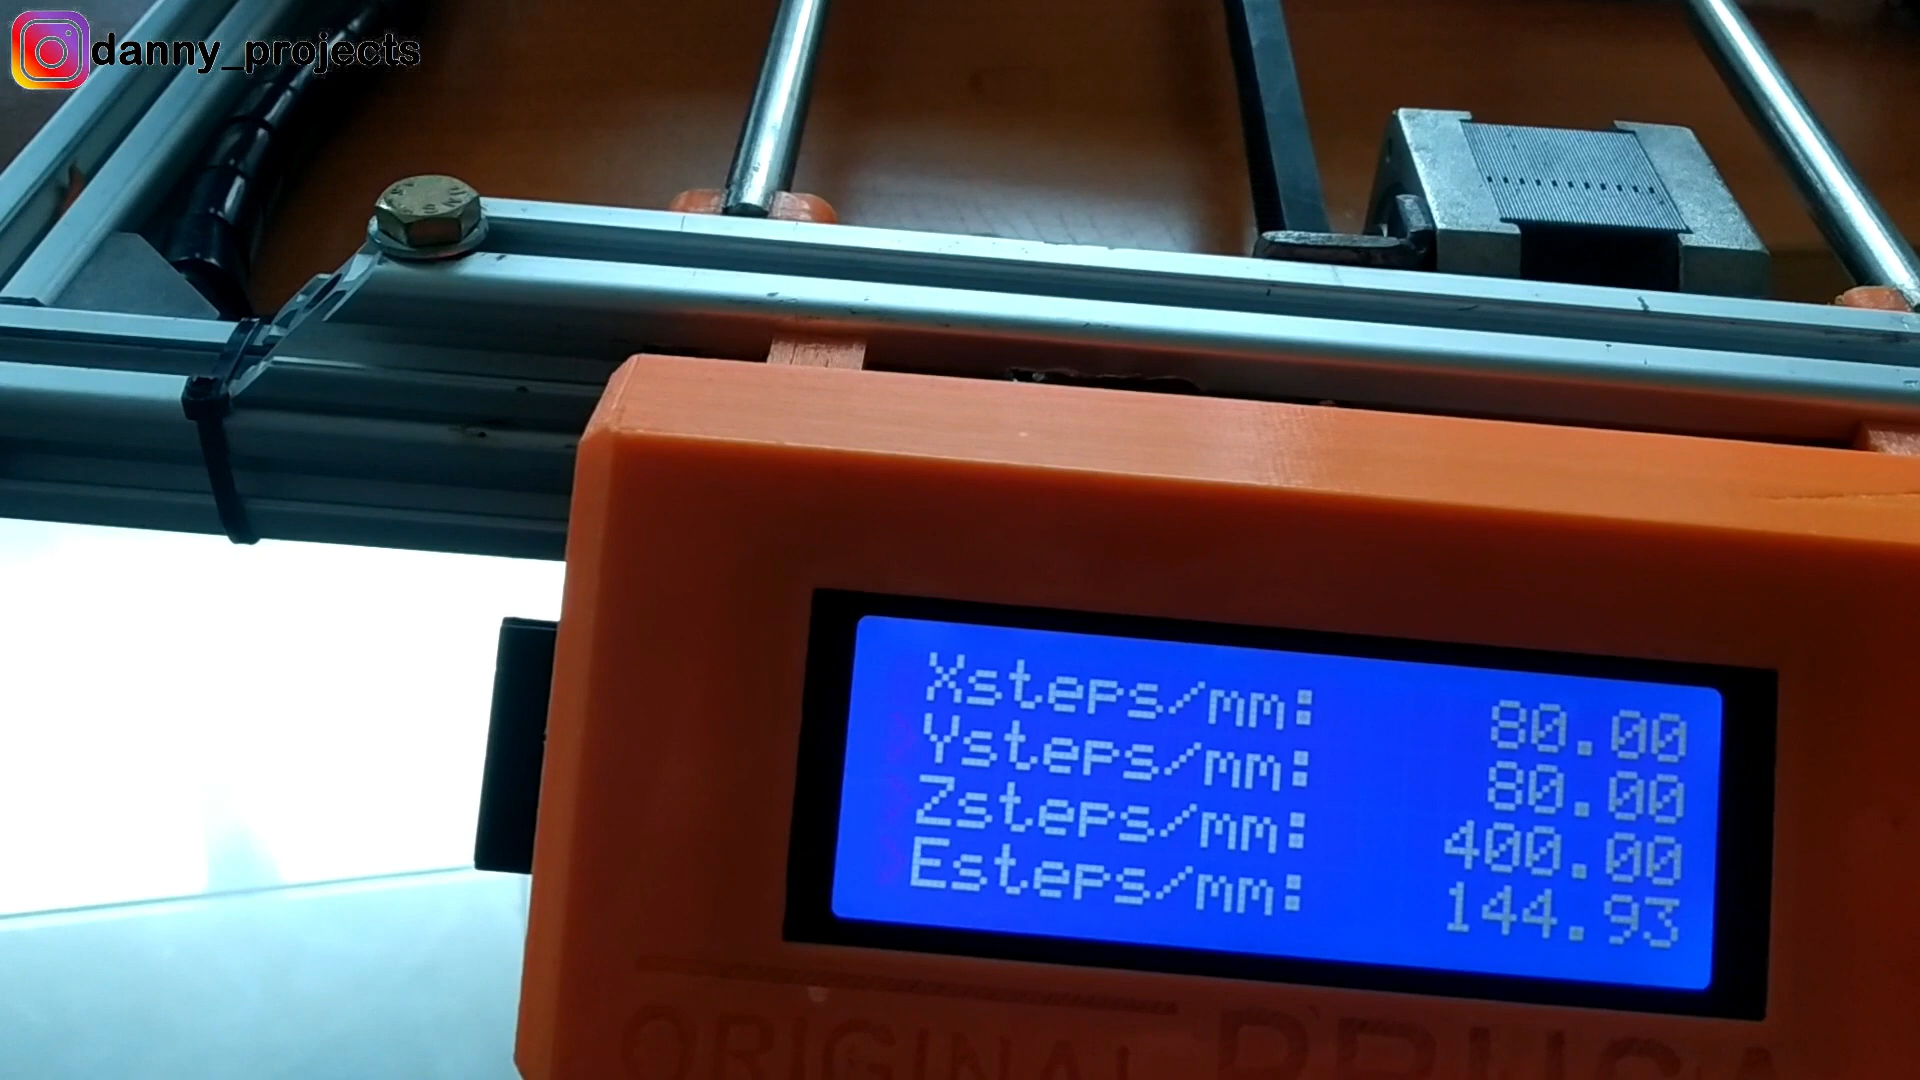 danny_projects
Xsteps/mm: 80.00
Ysteps/mm: 80.00
Zsteps/mm: 400.00
Esteps/mm: 144.93
ORIGINAL PRUSA